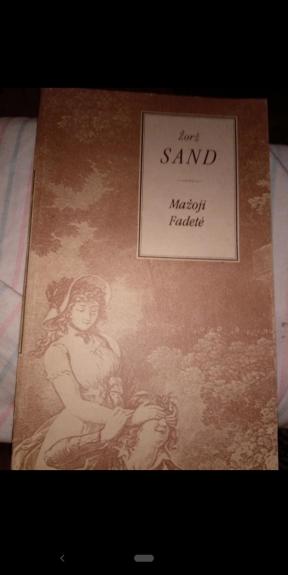 Žorž
SAND
Mažoji
Fadetė